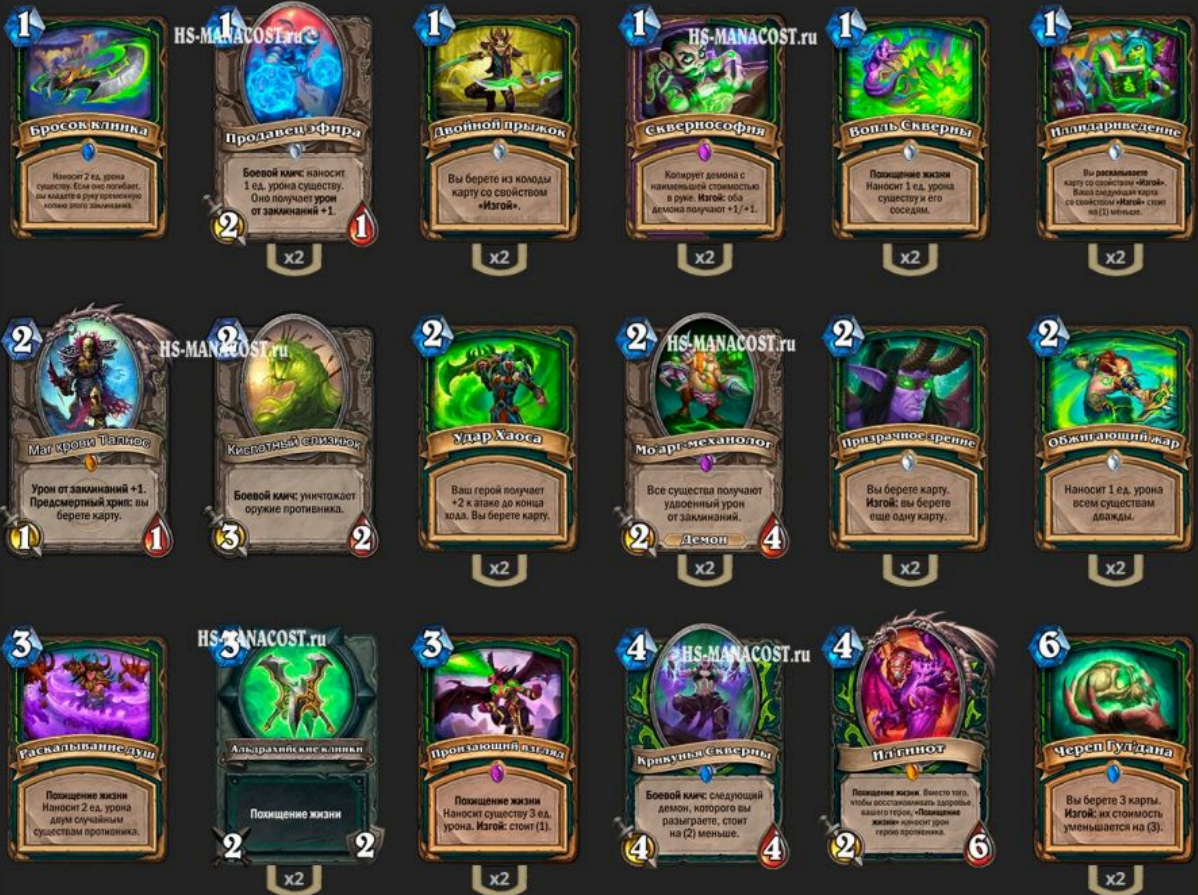 1
Бросок клинка
Наносит 2 ед. урона
существу. Если оно погибает,
вы кладете в руку временную
копию этого заклинания.
HS-MANACOST.ru
1
Продавец эфира
Боевой клич: наносит
1 ед. урона существу.
Оно получает урон
от заклинаний +1.
2
1
x2
1
Двойной прыжок
Вы берете из колоды
карту со свойством
«Изгой».
x2
1
HS-MANACOST.ru
Сквернософия
Копирует демона с
наименьшей стоимостью
в руке. Изгой: оба
демона получают +1/+1.
x2
1
Вопль Скверны
Похищение жизни
Наносит 1 ед. урона
существу и его
соседям.
x2
1
Иллидариведение
Вы раскапываете
карту со свойством «Изгой».
Ваша следующая карта
со свойством «Изгой» стоит
на (1) меньше.
x2
2
HS-MANACOST.ru
Маг крови Талнос
Урон от заклинаний +1.
Предсмертный хрип: вы
берете карту.
1
1
2
Кислотный слизнюк
Боевой клич: уничтожает
оружие противника.
3
2
2
Удар Хаоса
Ваш герой получает
+2 к атаке до конца
хода. Вы берете карту.
x2
2
HS-MANACOST.ru
Мо'арг-механолог
Все существа получают
удвоенный урон
от заклинаний.
2
Демон
4
x2
2
Призрачное зрение
Вы берете карту.
Изгой: вы берете
еще одну карту.
x2
2
Обжигающий жар
Наносит 1 ед. урона
всем существам
дважды.
x2
3
Раскалывание душ
Похищение жизни
Наносит 2 ед. урона
двум случайным
существам противника.
HS-MANACOST.ru
3
Альдрахийские клинки
Похищение жизни
2
2
x2
3
Пронзающий взгляд
Похищение жизни
Наносит существу 3 ед.
урона. Изгой: стоит (1).
4
HS-MANACOST.ru
Крикунья Скверны
Боевой клич: следующий
демон, которого вы
разыграете, стоит
на (2) меньше.
4
4
4
Ил'гинот
Похищение жизни. Вместо того,
чтобы восстанавливать здоровье
вашего героя, «Похищение
жизни» наносит урон
герою противника.
2
6
6
Череп Гул'дана
Вы берете 3 карты.
Изгой: их стоимость
уменьшается на (3).
x2